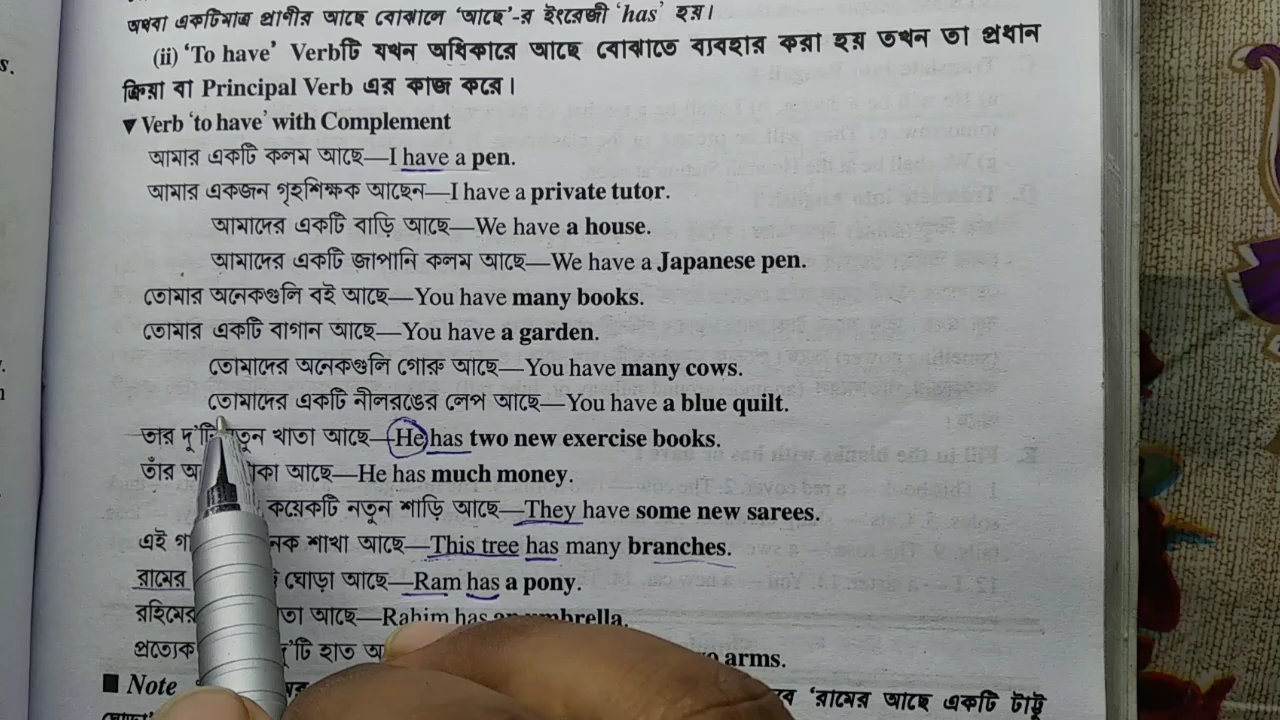 অথবা একটিমাত্র প্রাণীর আছে বোঝালে ‘আছে’-র ইংরেজী ‘has’ হয়।
(ii) ‘To have’ Verbটি যখন অধিকারে আছে বোঝাতে ব্যবহার করা হয় তখন তা প্রধান
ক্রিয়া বা Principal Verb এর কাজ করে।
▼ Verb ‘to have’ with Complement
আমার একটি কলম আছে—I have a pen.
আমার একজন গৃহশিক্ষক আছেন—I have a private tutor.
আমাদের একটি বাড়ি আছে—We have a house.
আমাদের একটি জাপানি কলম আছে—We have a Japanese pen.
তোমার অনেকগুলি বই আছে—You have many books.
তোমার একটি বাগান আছে—You have a garden.
তোমাদের অনেকগুলি গোরু আছে—You have many cows.
তোমাদের একটি নীলরঙের লেপ আছে—You have a blue quilt.
তার দু’টি নতুন খাতা আছে—He has two new exercise books.
তাঁর আছে—He has much money.
কয়েকটি নতুন শাড়ি আছে—They have some new sarees.
এই শাখা আছে—This tree has many branches.
রামের ঘোড়া আছে—Ram has a pony.
রহিমের আছে—Rahim has an umbrella.
প্রত্যেক দু’টি হাত arms.
■ Note ‘রামের আছে একটি টাট্টু